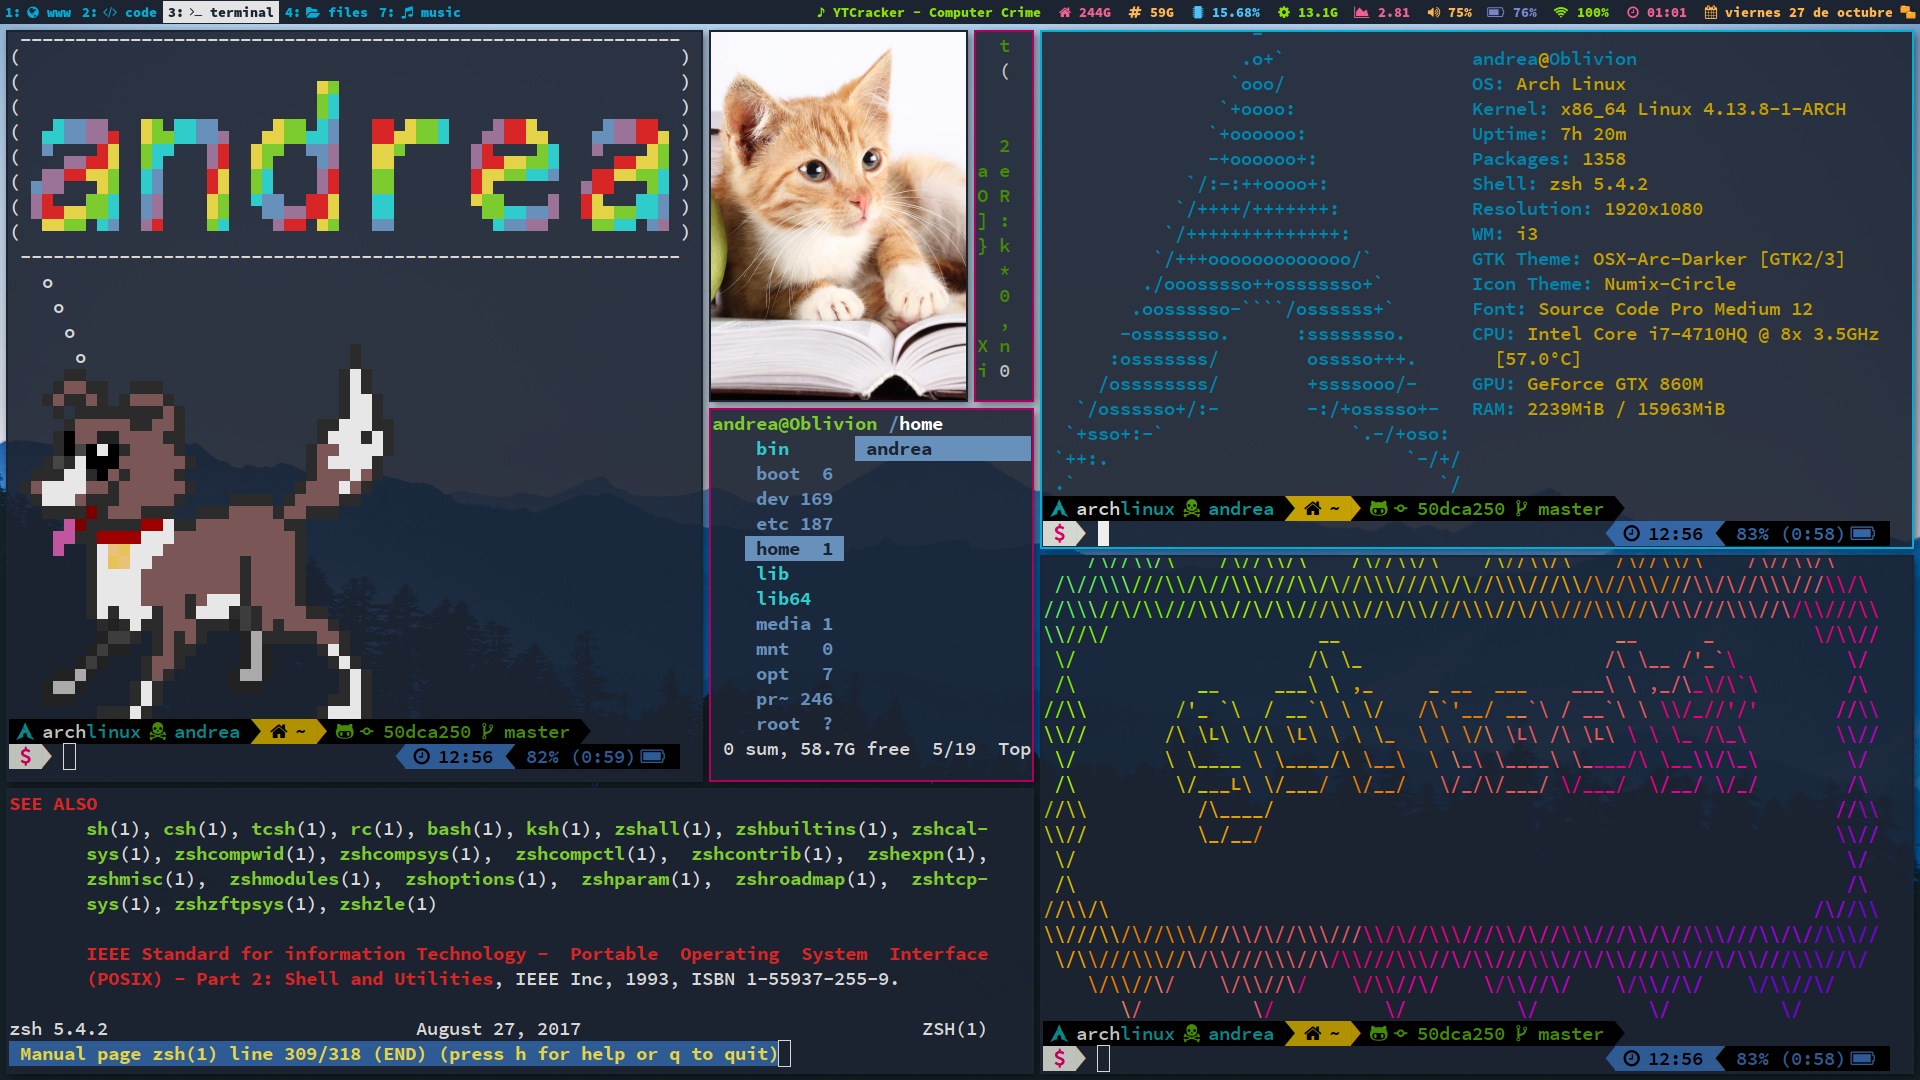 1: www 2: </> code 3: >_ terminal 4: files 7: music
♪ YTCracker - Computer Crime 244G # 59G 15.68% 13.1G 2.81 75% 76% 100% 01:01 viernes 27 de octubre
andrea
archlinux andrea ~ 50dca250 master
$ 12:56 82% (0:59)
t
(
2
a e
O R
] :
} k
*
0
,
X n
i 0
andrea@Oblivion /home
bin andrea
boot 6
dev 169
etc 187
home 1
lib
lib64
media 1
mnt 0
opt 7
pr~ 246
root ?
0 sum, 58.7G free 5/19 Top
andrea@Oblivion
OS: Arch Linux
Kernel: x86_64 Linux 4.13.8-1-ARCH
Uptime: 7h 20m
Packages: 1358
Shell: zsh 5.4.2
Resolution: 1920x1080
WM: i3
GTK Theme: OSX-Arc-Darker [GTK2/3]
Icon Theme: Numix-Circle
Font: Source Code Pro Medium 12
CPU: Intel Core i7-4710HQ @ 8x 3.5GHz
[57.0°C]
GPU: GeForce GTX 860M
RAM: 2239MiB / 15963MiB
archlinux andrea ~ 50dca250 master
$ 12:56 83% (0:58)
SEE ALSO
sh(1), csh(1), tcsh(1), rc(1), bash(1), ksh(1), zshall(1), zshbuiltins(1), zshcal-
sys(1), zshcompwid(1), zshcompsys(1), zshcompctl(1), zshcontrib(1), zshexpn(1),
zshmisc(1), zshmodules(1), zshoptions(1), zshparam(1), zshroadmap(1), zshtcp-
sys(1), zshzftpsys(1), zshzle(1)
IEEE Standard for information Technology - Portable Operating System Interface
(POSIX) - Part 2: Shell and Utilities, IEEE Inc, 1993, ISBN 1-55937-255-9.
zsh 5.4.2 August 27, 2017 ZSH(1)
Manual page zsh(1) line 309/318 (END) (press h for help or q to quit)
archlinux andrea ~ 50dca250 master
$ 12:56 83% (0:58)